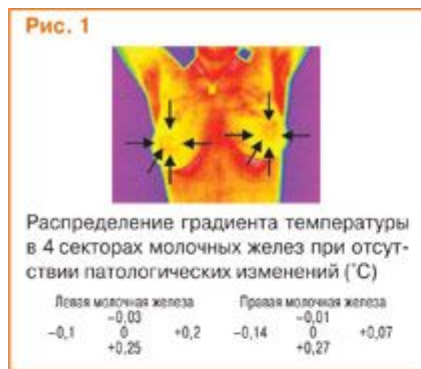 Рис. 1
Распределение градиента температуры
в 4 секторах молочных желез при отсут-
ствии патологических изменений (˚С)
Левая молочная железа Правая молочная железа
−0,03 −0,01
−0,1 0 +0,2 −0,14 0 +0,07
+0,25 +0,27